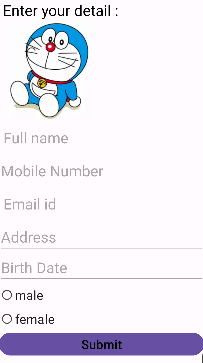 Enter your detail :
Full name
Mobile Number
Email id
Address
Birth Date
male
female
Submit